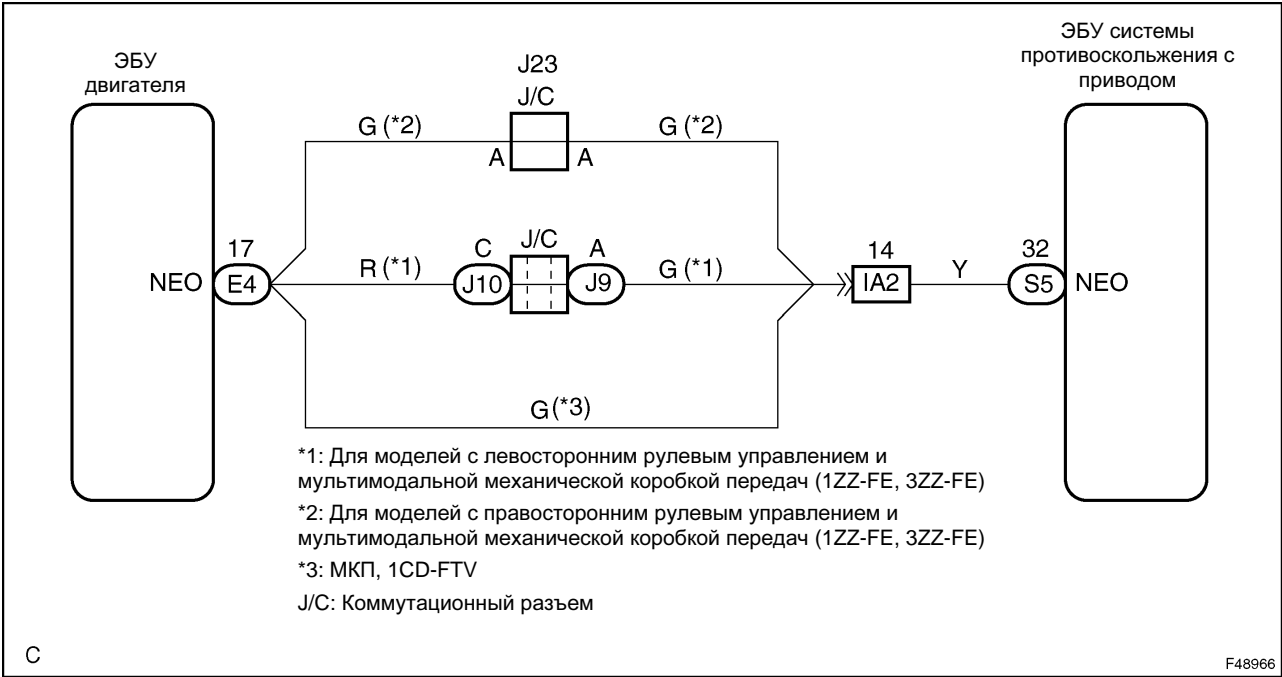 ЭБУ
двигателя
ЭБУ системы
противоскольжения с
приводом
J23
J/C
G (*2)
G (*2)
A
A
17
NEO
E4
R (*1)
C
J10
J/C
A
J9
G (*1)
14
IA2
Y
32
S5
NEO
G (*3)
*1: Для моделей с левосторонним рулевым управлением и
мультимодальной механической коробкой передач (1ZZ-FE, 3ZZ-FE)
*2: Для моделей с правосторонним рулевым управлением и
мультимодальной механической коробкой передач (1ZZ-FE, 3ZZ-FE)
*3: МКП, 1CD-FTV
J/C: Коммутационный разъем
C
F48966